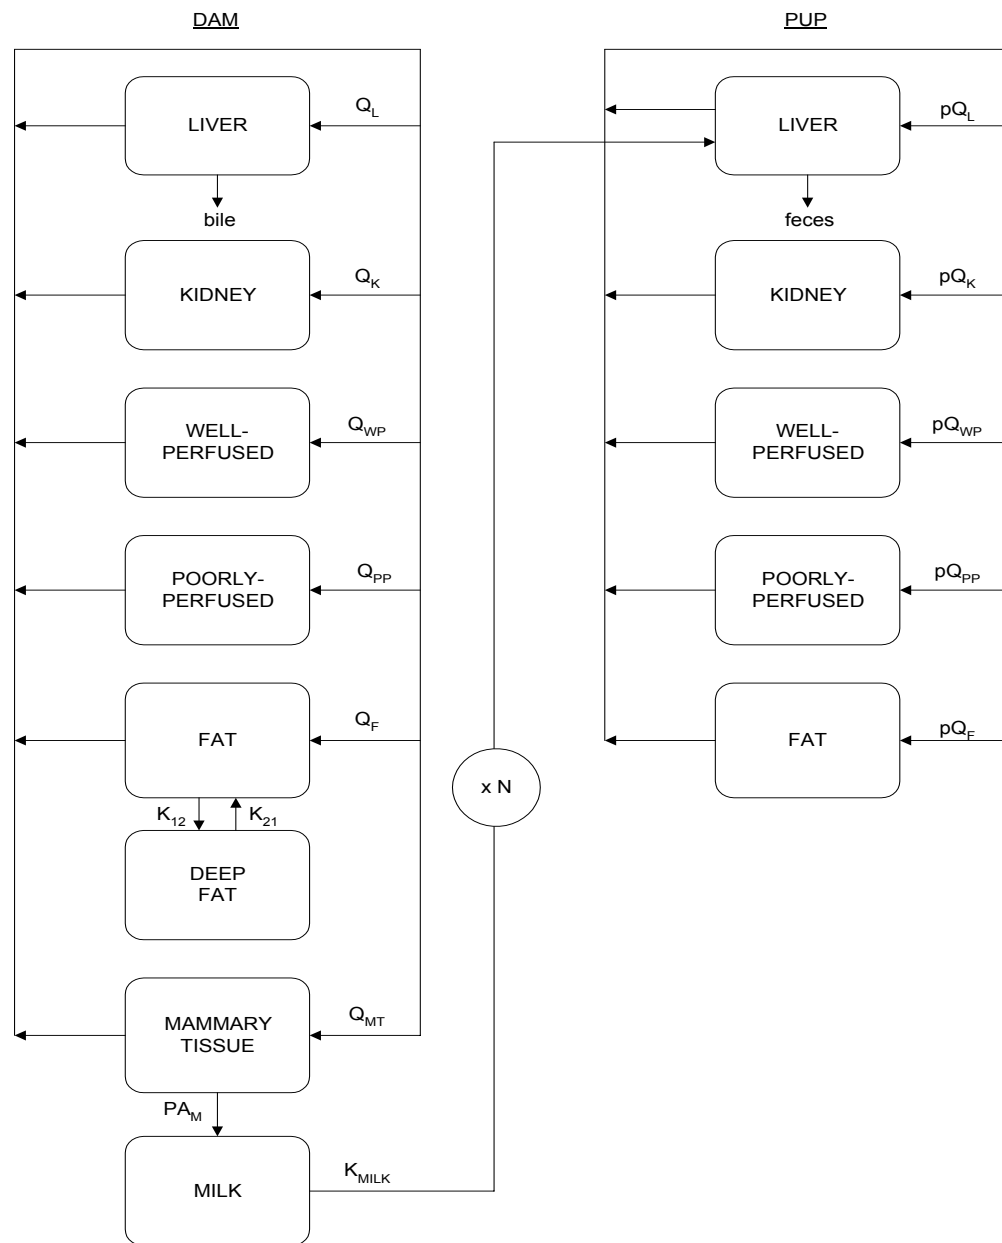 DAM
LIVER
Q_L
bile
KIDNEY
Q_K
WELL-
PERFUSED
Q_WP
POORLY-
PERFUSED
Q_PP
FAT
Q_F
K_12
K_21
DEEP
FAT
MAMMARY
TISSUE
Q_MT
PA_M
MILK
K_MILK
x N
PUP
LIVER
pQ_L
feces
KIDNEY
pQ_K
WELL-
PERFUSED
pQ_WP
POORLY-
PERFUSED
pQ_PP
FAT
pQ_F